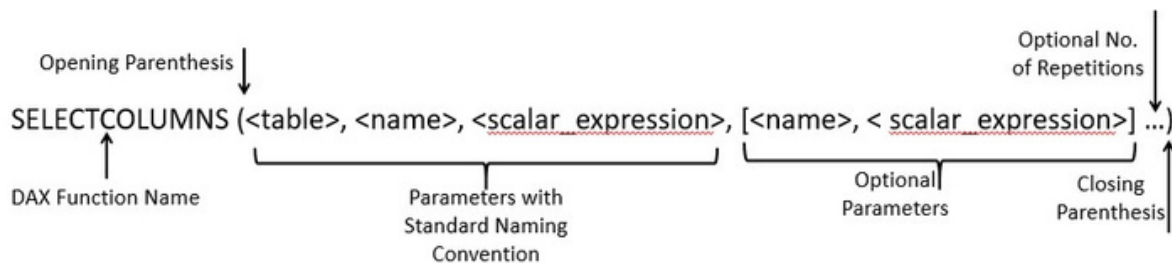 Optional No.
of Repetitions
Opening Parenthesis
SELECTCOLUMNS (<table>, <name>, <scalar_expression>, [<name>, < scalar_expression>] ...)
DAX Function Name
Parameters with
Standard Naming
Convention
Optional
Parameters
Closing
Parenthesis